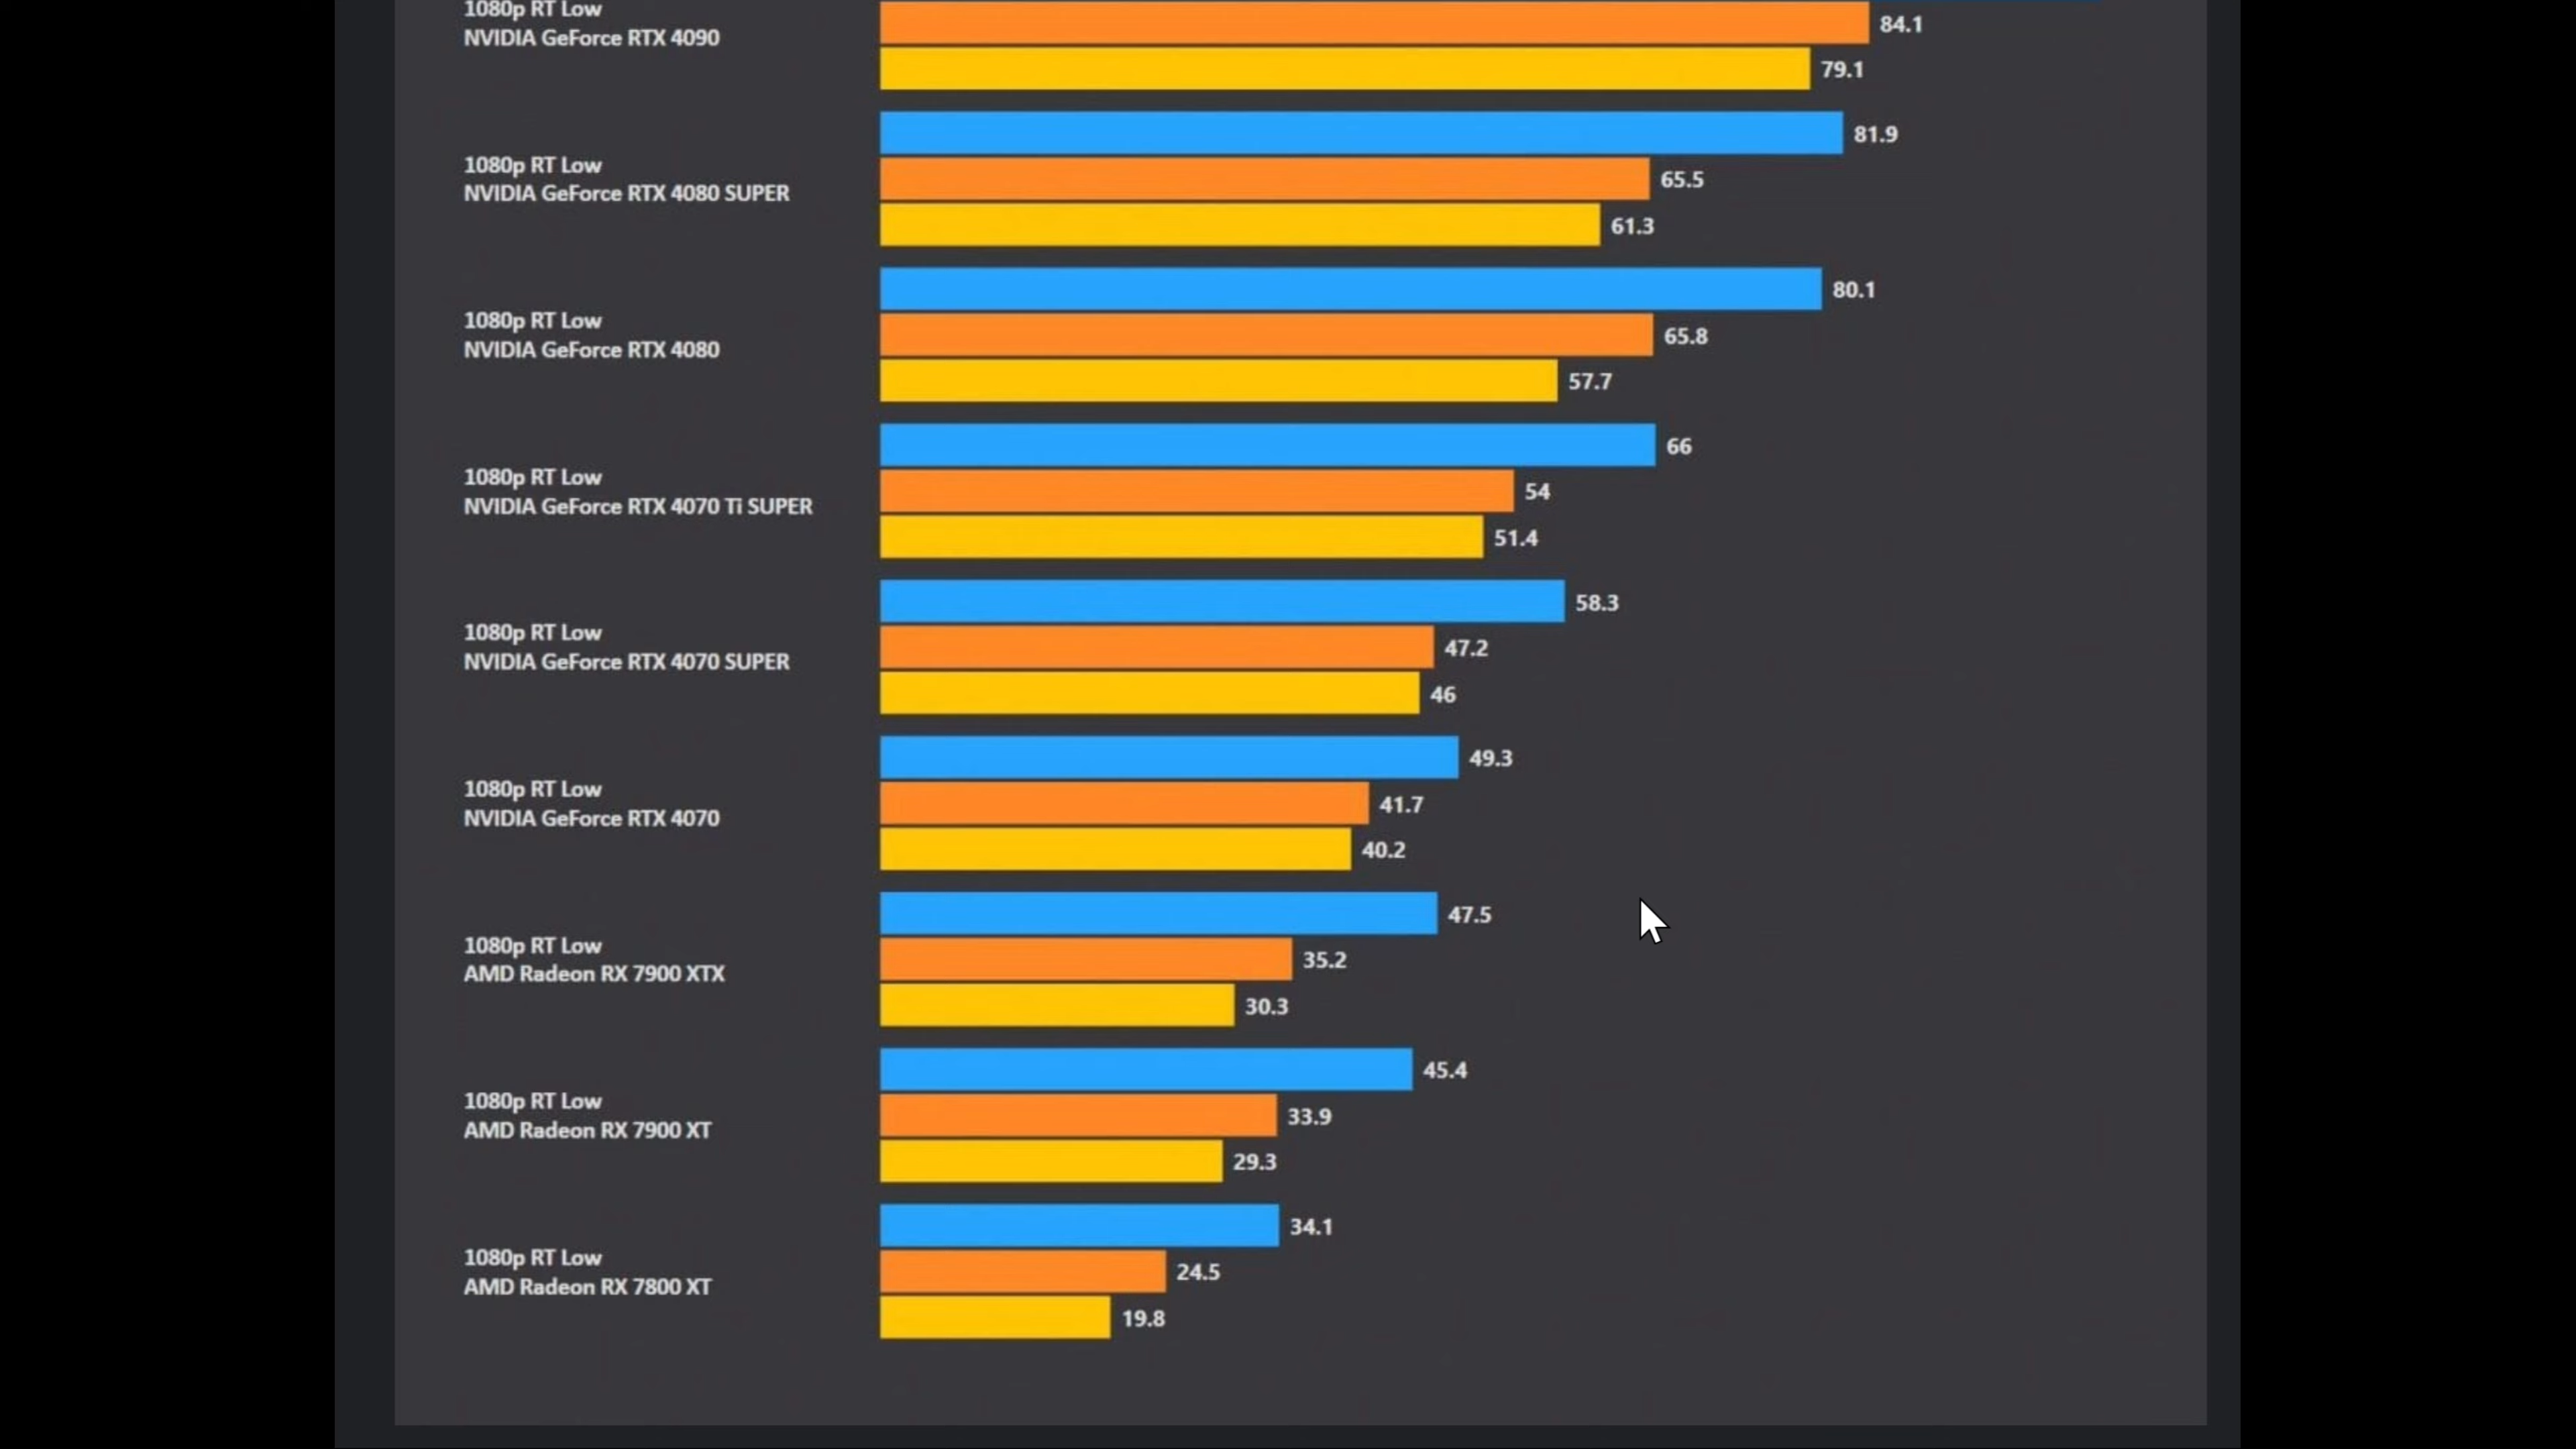 1080p RT Low
NVIDIA GeForce RTX 4090
84.1
79.1
1080p RT Low
NVIDIA GeForce RTX 4080 SUPER
81.9
65.5
61.3
1080p RT Low
NVIDIA GeForce RTX 4080
80.1
65.8
57.7
1080p RT Low
NVIDIA GeForce RTX 4070 Ti SUPER
66
54
51.4
1080p RT Low
NVIDIA GeForce RTX 4070 SUPER
58.3
47.2
46
1080p RT Low
NVIDIA GeForce RTX 4070
49.3
41.7
40.2
1080p RT Low
AMD Radeon RX 7900 XTX
47.5
35.2
30.3
1080p RT Low
AMD Radeon RX 7900 XT
45.4
33.9
29.3
1080p RT Low
AMD Radeon RX 7800 XT
34.1
24.5
19.8